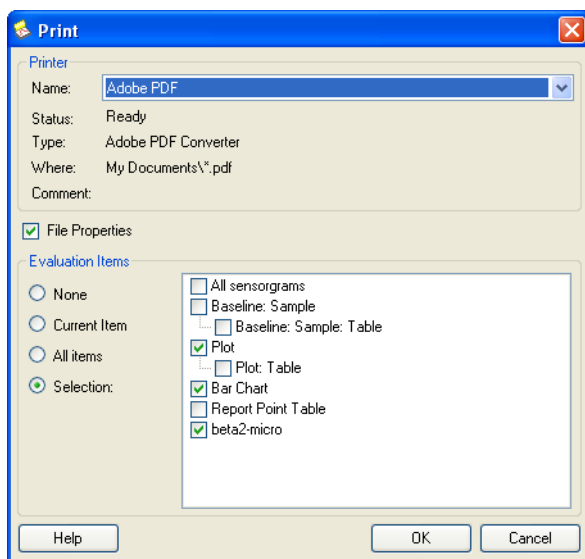 Print
Printer
Name: Adobe PDF
Status: Ready
Type: Adobe PDF Converter
Where: My Documents\*.pdf
Comment:
File Properties
Evaluation Items
None
Current Item
All items
Selection:
All sensorgrams
Baseline: Sample
Baseline: Sample: Table
Plot
Plot: Table
Bar Chart
Report Point Table
beta2-micro
Help OK Cancel